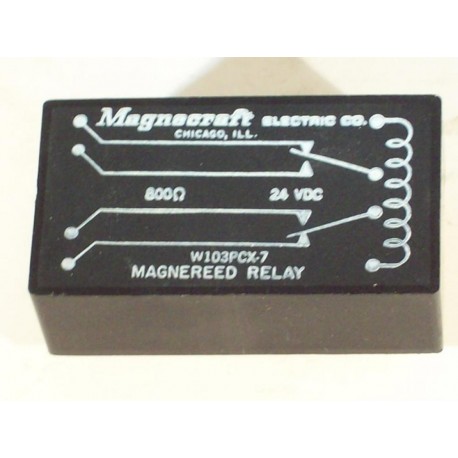 Magnecraft ELECTRIC CO.
CHICAGO, ILL.
800Ω 24 VDC
W103PCX-7
MAGNEREED RELAY